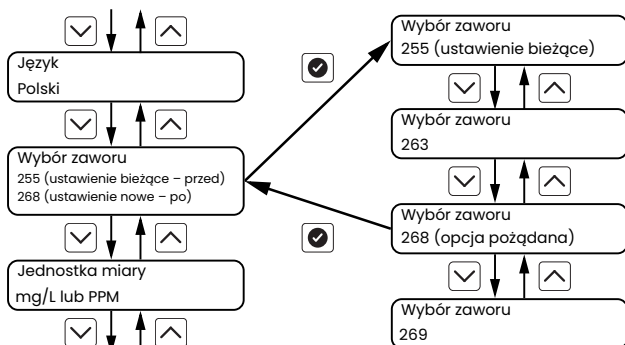 Język
Polski
Wybór zaworu
255 (ustawienie bieżące – przed)
268 (ustawienie nowe – po)
Jednostka miary
mg/L lub PPM
Wybór zaworu
255 (ustawienie bieżące)
Wybór zaworu
263
Wybór zaworu
268 (opcja pożądana)
Wybór zaworu
269